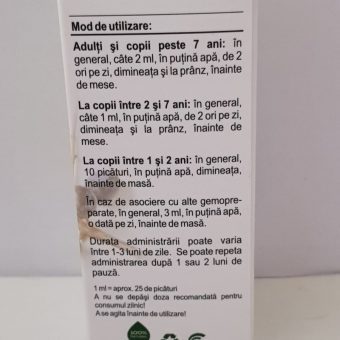 Mod de utilizare:
Adulți și copii peste 7 ani: în
general, câte 2 ml, în puțină apă, de 2
ori pe zi, dimineața și la prânz, înainte
de mese.
La copii între 2 și 7 ani: în general,
câte 1 ml, în puțină apă, de 2 ori pe zi,
dimineața și la prânz, înainte de
mese.
La copii între 1 și 2 ani: în general,
10 picături, în puțină apă, dimineața,
înainte de masă.
În caz de asociere cu alte gemopre-
parate, în general, 3 ml, în puțină apă,
o dată pe zi, înainte de masă.
Durata administrării poate varia
între 1-3 luni de zile. Se poate repeta
administrarea după 1 sau 2 luni de
pauză.
1 ml = aprox. 25 de picături
A nu se depăși doza recomandată pentru
consumul zilnic!
A se agita înainte de utilizare!
100%